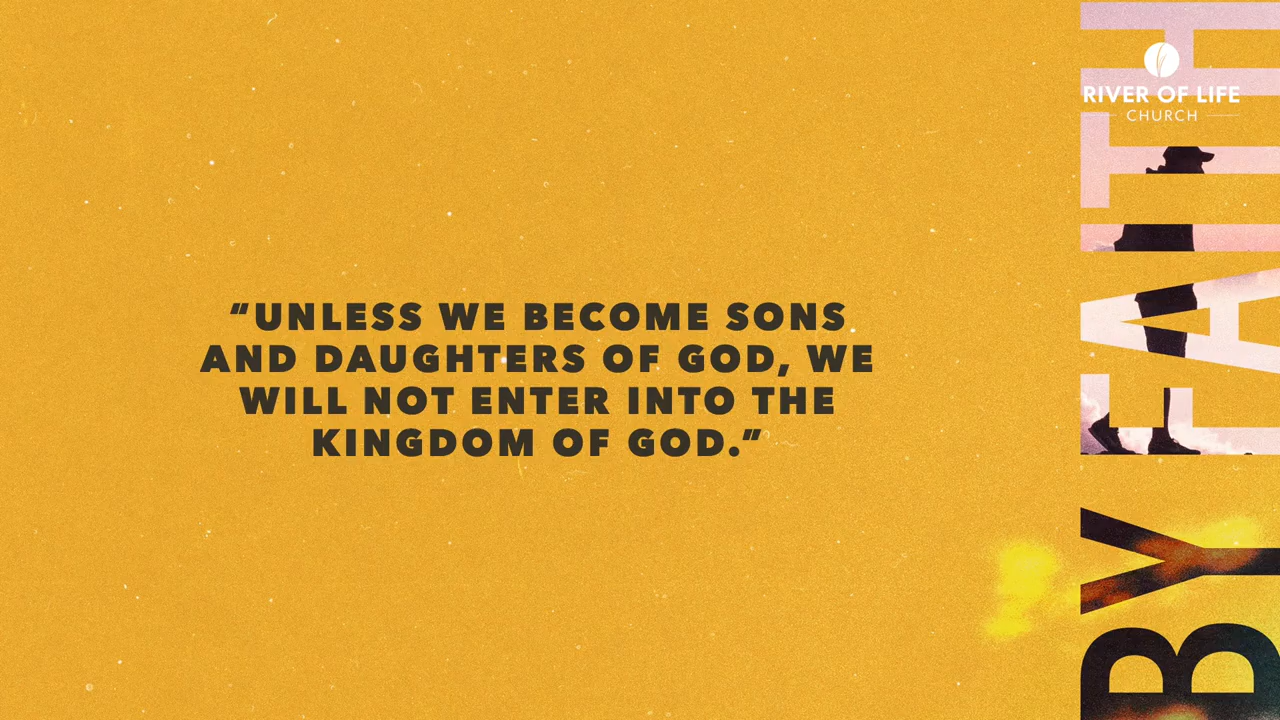 “UNLESS WE BECOME SONS
AND DAUGHTERS OF GOD, WE
WILL NOT ENTER INTO THE
KINGDOM OF GOD.”
RIVER OF LIFE
CHURCH
BY FAITH